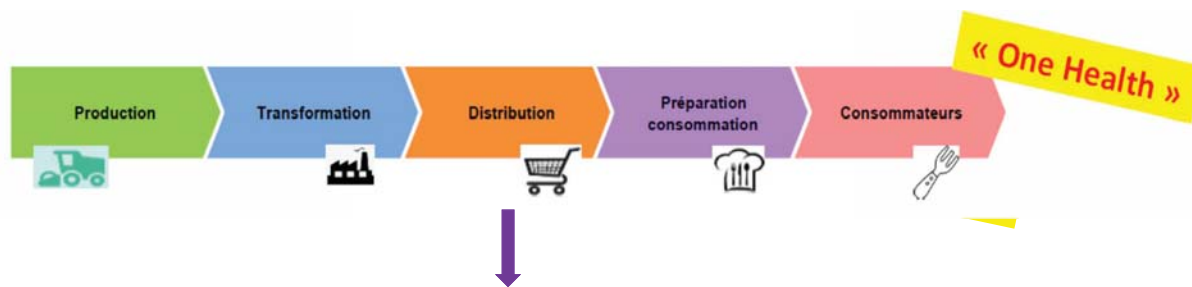 « One Health »
Production
Transformation
Distribution
Préparation
consommation
Consommateurs